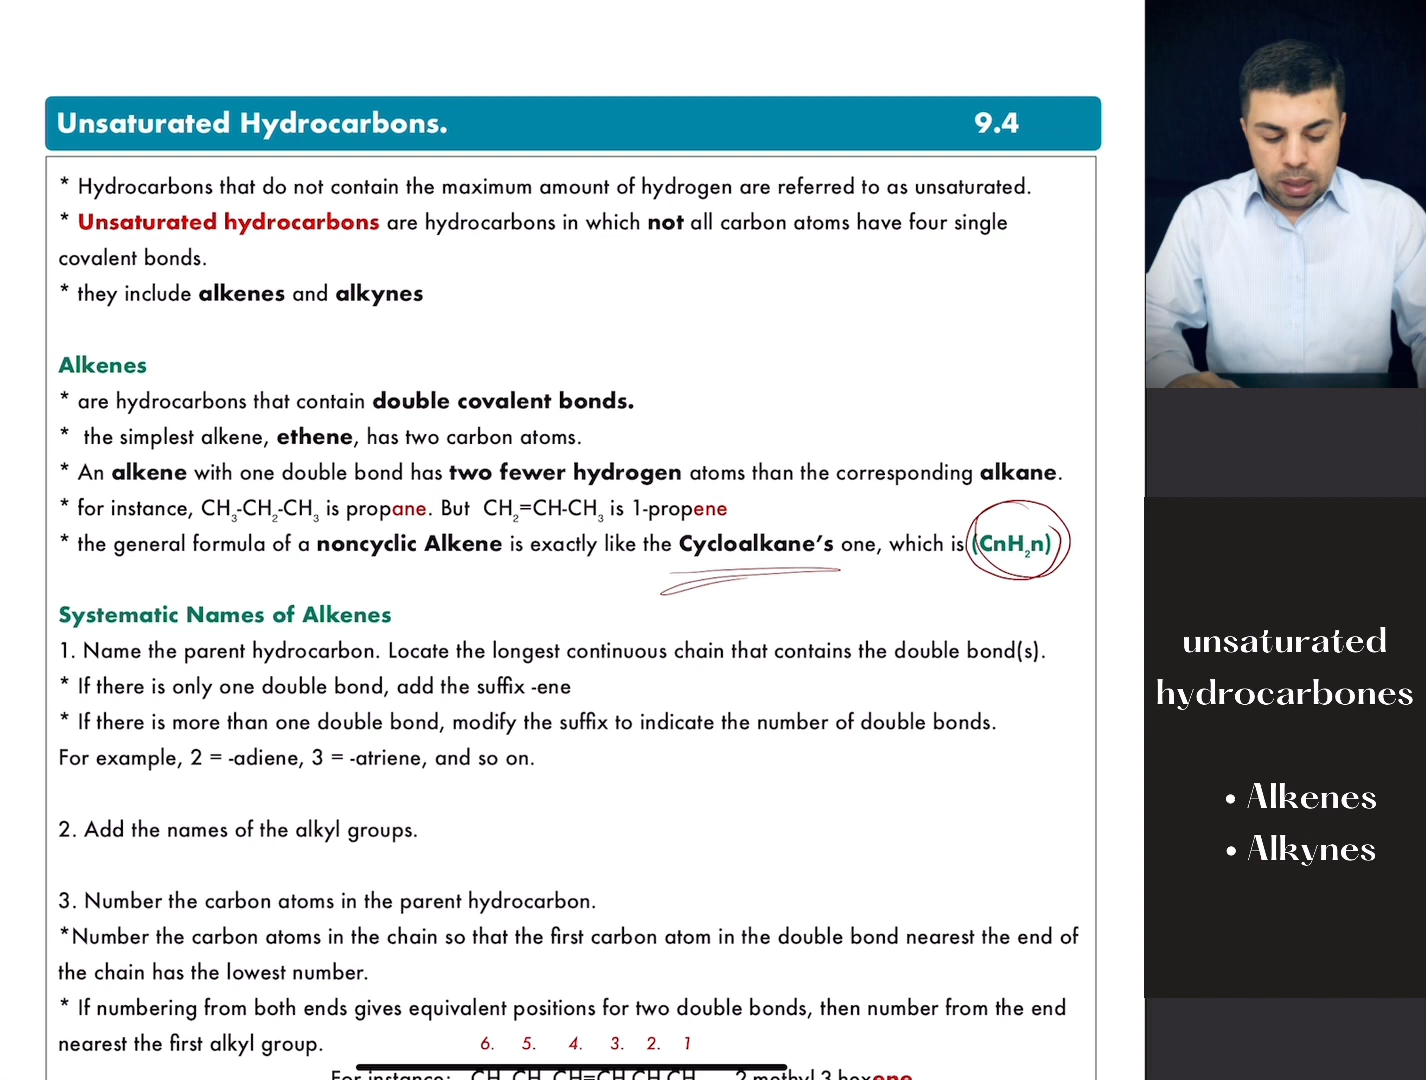 Unsaturated Hydrocarbons. 9.4
* Hydrocarbons that do not contain the maximum amount of hydrogen are referred to as unsaturated.
* Unsaturated hydrocarbons are hydrocarbons in which not all carbon atoms have four single
covalent bonds.
* they include alkenes and alkynes
Alkenes
* are hydrocarbons that contain double covalent bonds.
* the simplest alkene, ethene, has two carbon atoms.
* An alkene with one double bond has two fewer hydrogen atoms than the corresponding alkane.
* for instance, CH₃-CH₂-CH₃ is propane. But CH₂=CH-CH₃ is 1-propene
* the general formula of a noncyclic Alkene is exactly like the Cycloalkane's one, which is (CnH₂n)
Systematic Names of Alkenes
1. Name the parent hydrocarbon. Locate the longest continuous chain that contains the double bond(s).
* If there is only one double bond, add the suffix -ene
* If there is more than one double bond, modify the suffix to indicate the number of double bonds.
For example, 2 = -adiene, 3 = -atriene, and so on.
2. Add the names of the alkyl groups.
3. Number the carbon atoms in the parent hydrocarbon.
*Number the carbon atoms in the chain so that the first carbon atom in the double bond nearest the end of
the chain has the lowest number.
* If numbering from both ends gives equivalent positions for two double bonds, then number from the end
nearest the first alkyl group. 6. 5. 4. 3. 2. 1
For instance: CH CH CH=CH CH CH 2 methyl 3 hexene
unsaturated
hydrocarbones
• Alkenes
• Alkynes